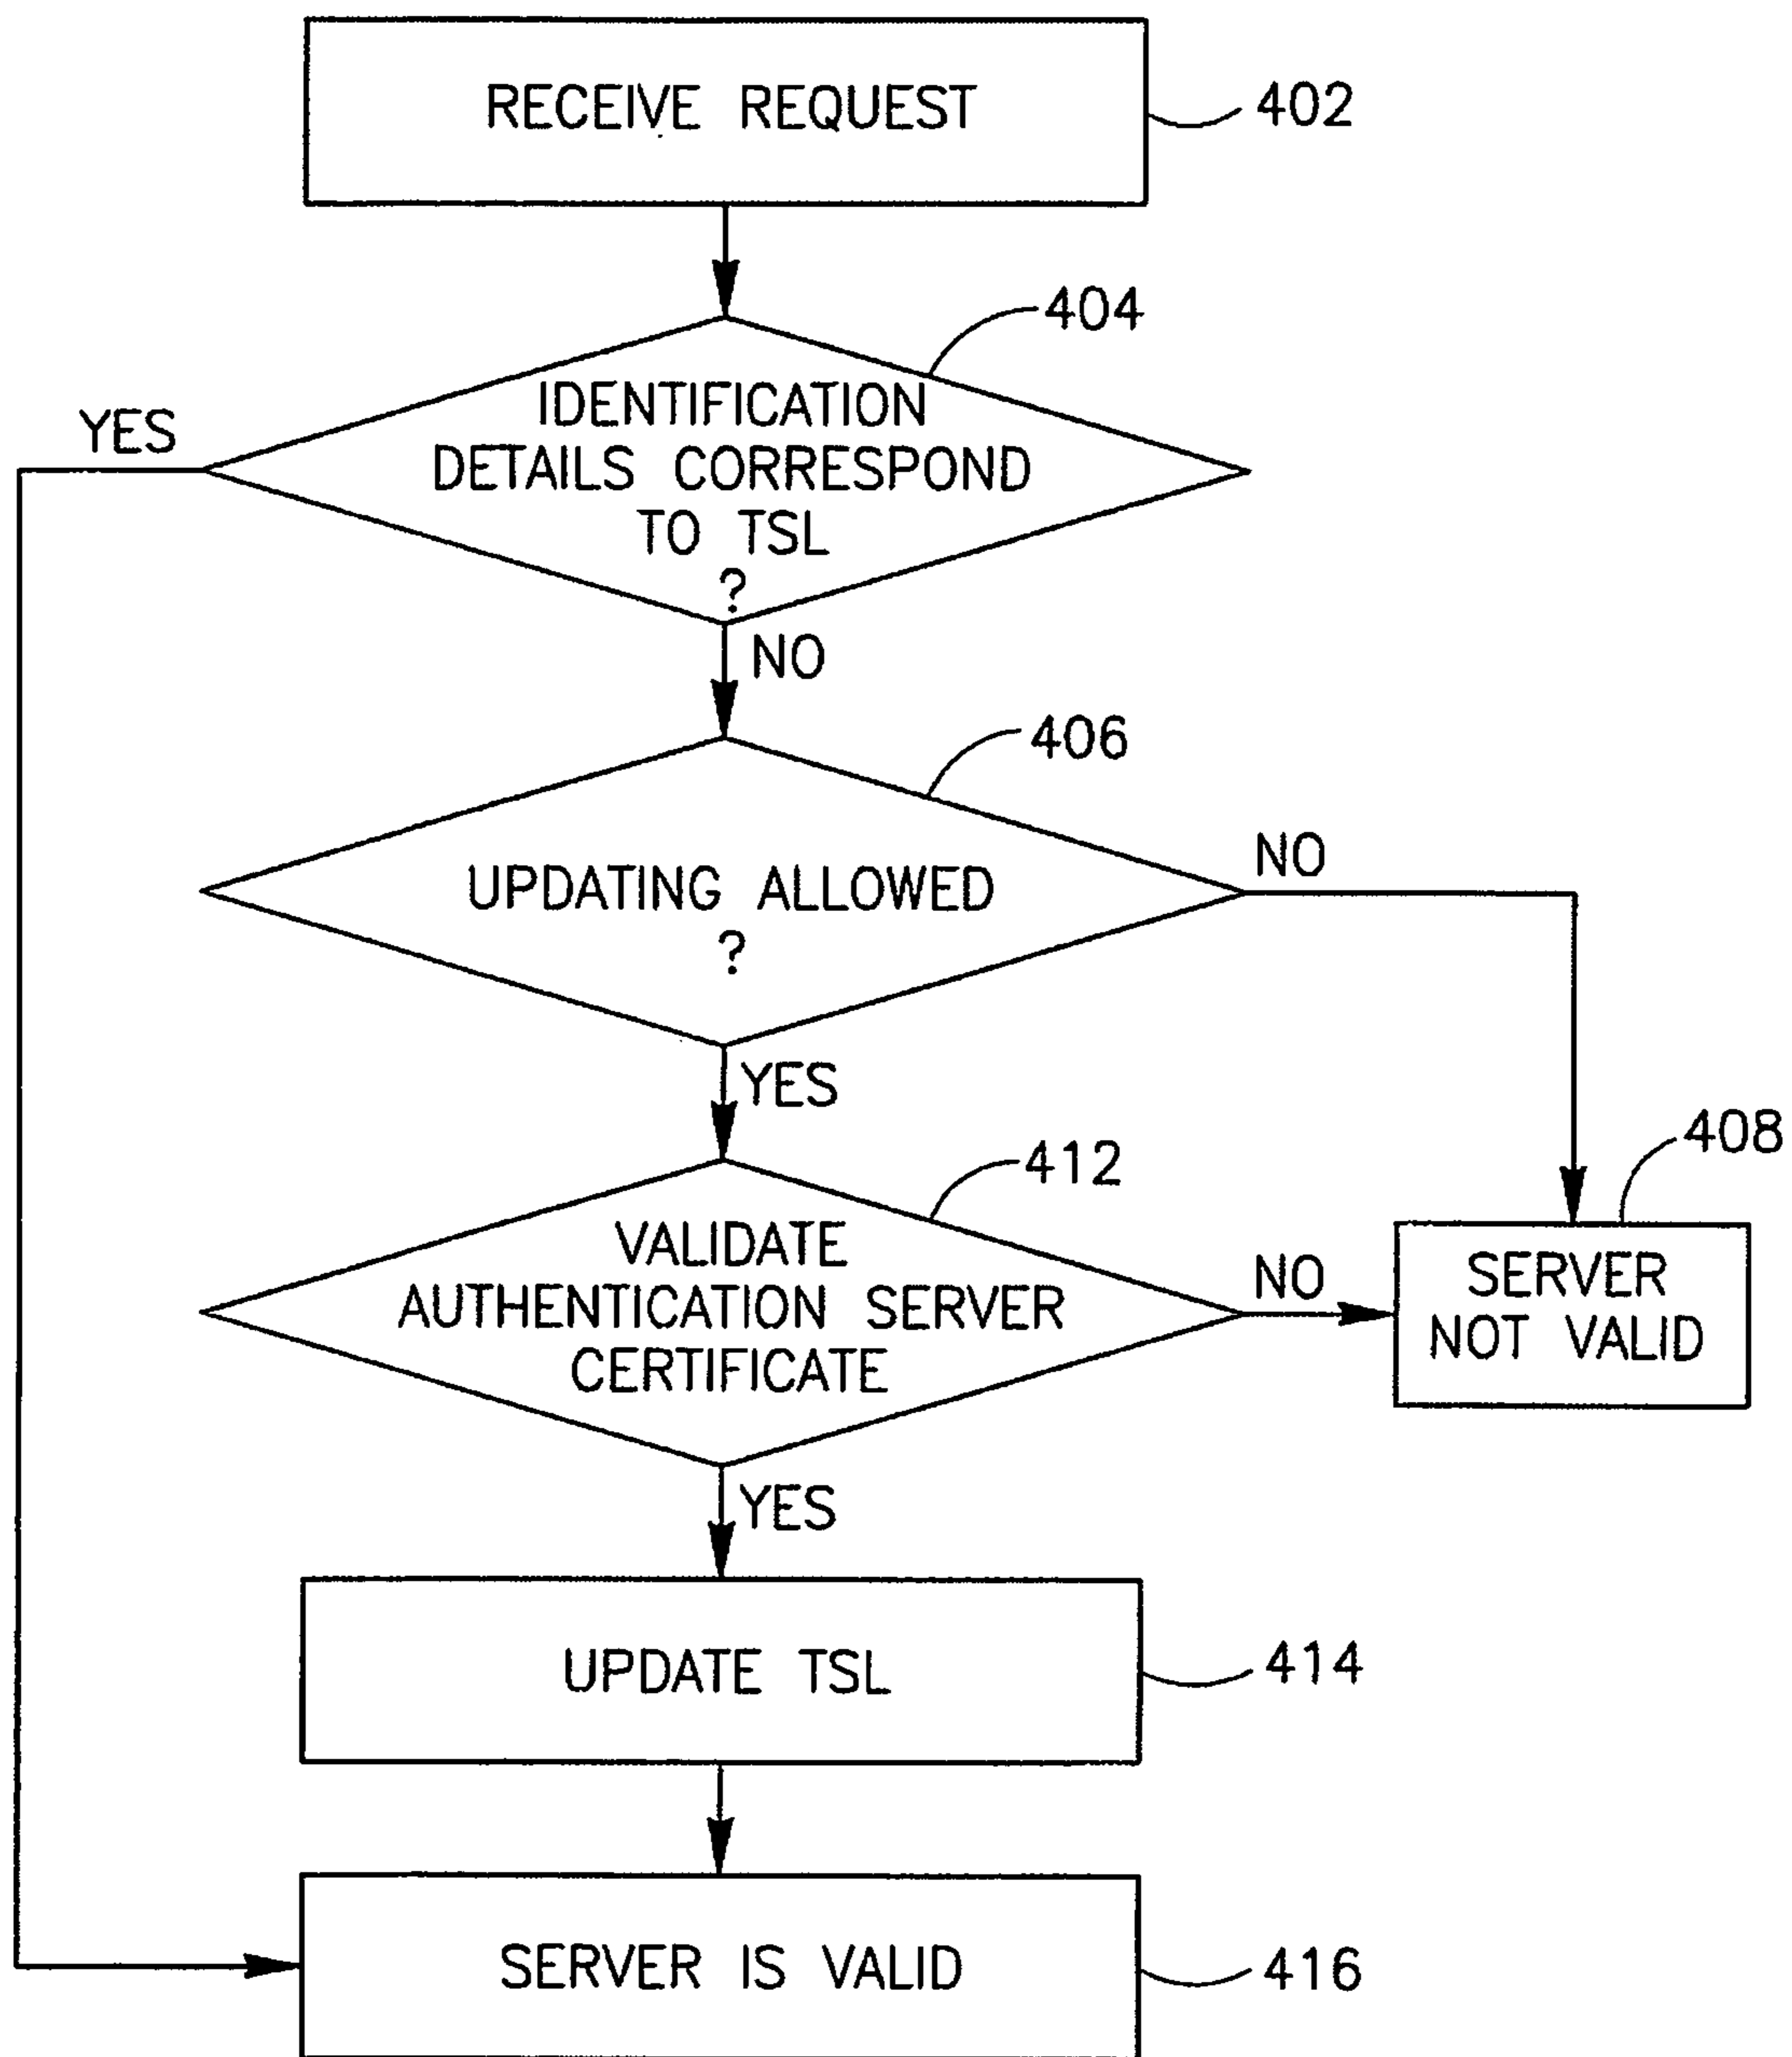 RECEIVE REQUEST
402
404
IDENTIFICATION
DETAILS CORRESPOND
TO TSL
?
YES
NO
406
UPDATING ALLOWED
?
NO
YES
408
412
VALIDATE
AUTHENTICATION SERVER
CERTIFICATE
NO
SERVER
NOT VALID
YES
UPDATE TSL
414
SERVER IS VALID
416